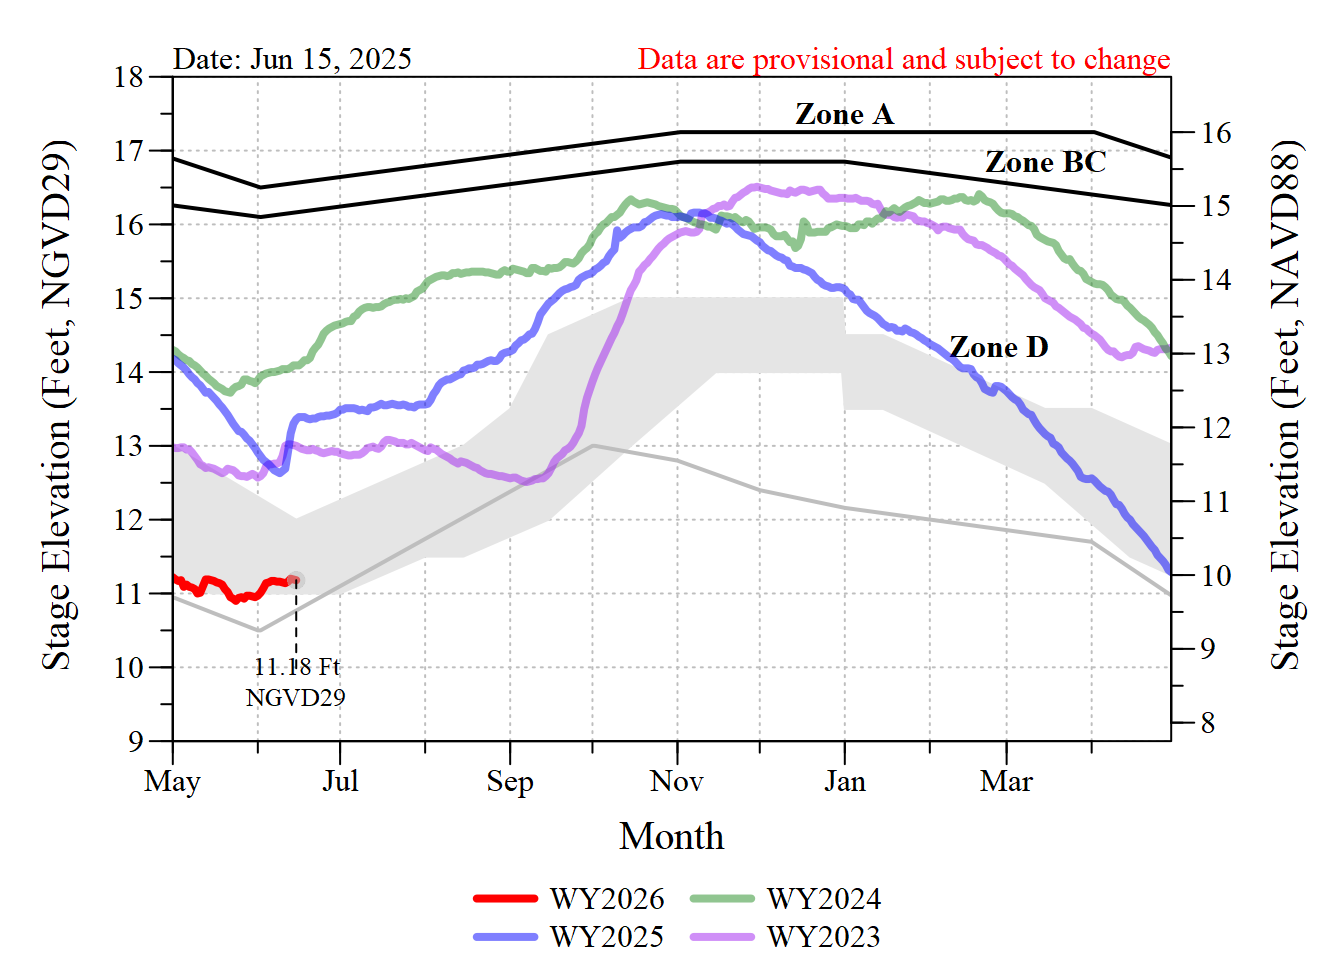 Date: Jun 15, 2025
Data are provisional and subject to change
18
17
16
15
14
13
12
11
10
9
Stage Elevation (Feet, NGVD29)
Zone A
Zone BC
Zone D
11.18 Ft
NGVD29
16
15
14
13
12
11
10
9
8
Stage Elevation (Feet, NAVD88)
May Jul Sep Nov Jan Mar
Month
WY2026 WY2024
WY2025 WY2023